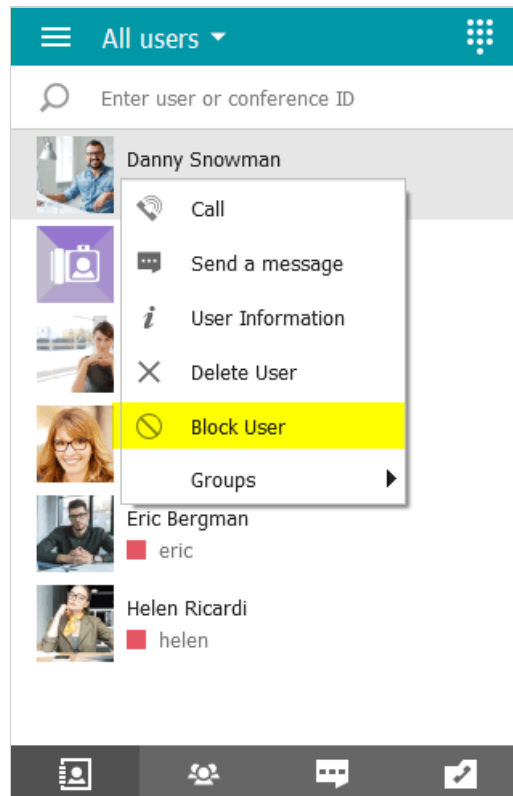 All users
Enter user or conference ID
Danny Snowman
Call
Send a message
User Information
Delete User
Block User
Groups
Eric Bergman
eric
Helen Ricardi
helen